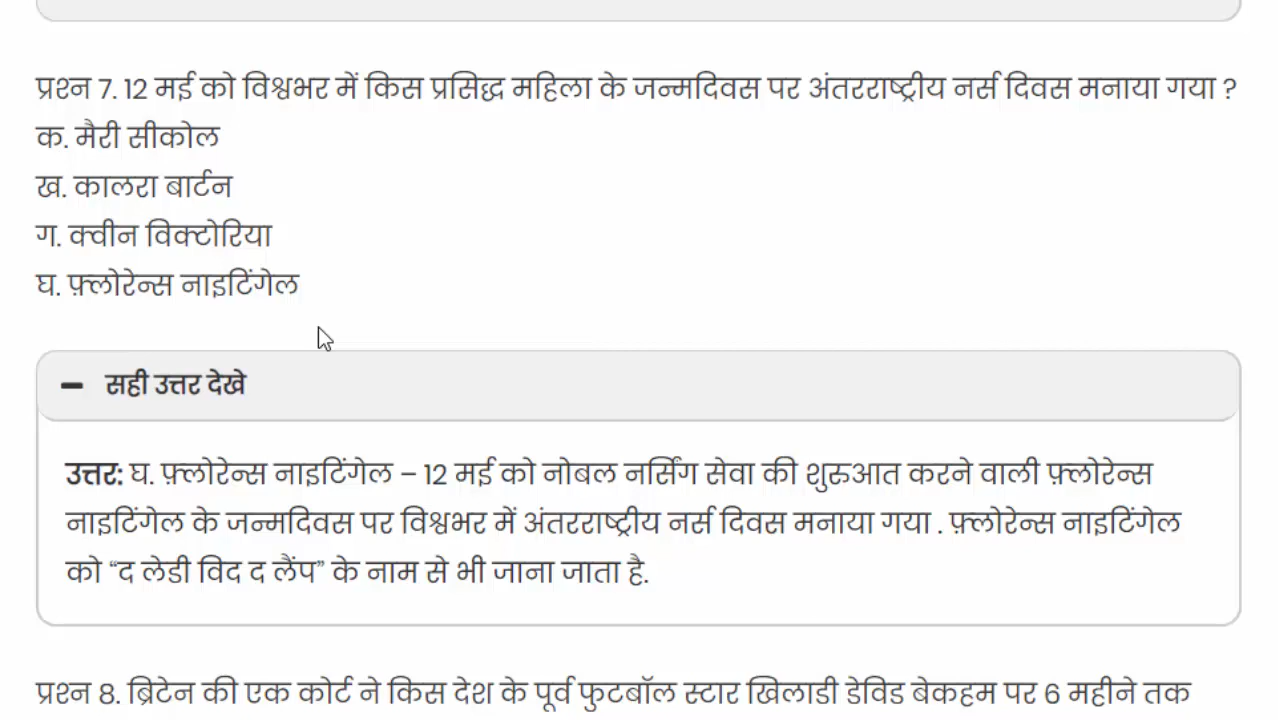 प्रश्न 7. 12 मई को विश्वभर में किस प्रसिद्ध महिला के जन्मदिवस पर अंतरराष्ट्रीय नर्स दिवस मनाया गया ?
क. मैरी सीकोल
ख. कालरा बार्टन
ग. क्वीन विक्टोरिया
घ. फ़्लोरेन्स नाइटिंगेल
सही उत्तर देखे
उत्तर: घ. फ़्लोरेन्स नाइटिंगेल – 12 मई को नोबल नर्सिंग सेवा की शुरुआत करने वाली फ़्लोरेन्स
नाइटिंगेल के जन्मदिवस पर विश्वभर में अंतरराष्ट्रीय नर्स दिवस मनाया गया . फ़्लोरेन्स नाइटिंगेल
को “द लेडी विद द लैंप” के नाम से भी जाना जाता है.
प्रश्न 8. ब्रिटेन की एक कोर्ट ने किस देश के पूर्व फुटबॉल स्टार खिलाडी डेविड बेकहम पर 6 महीने तक